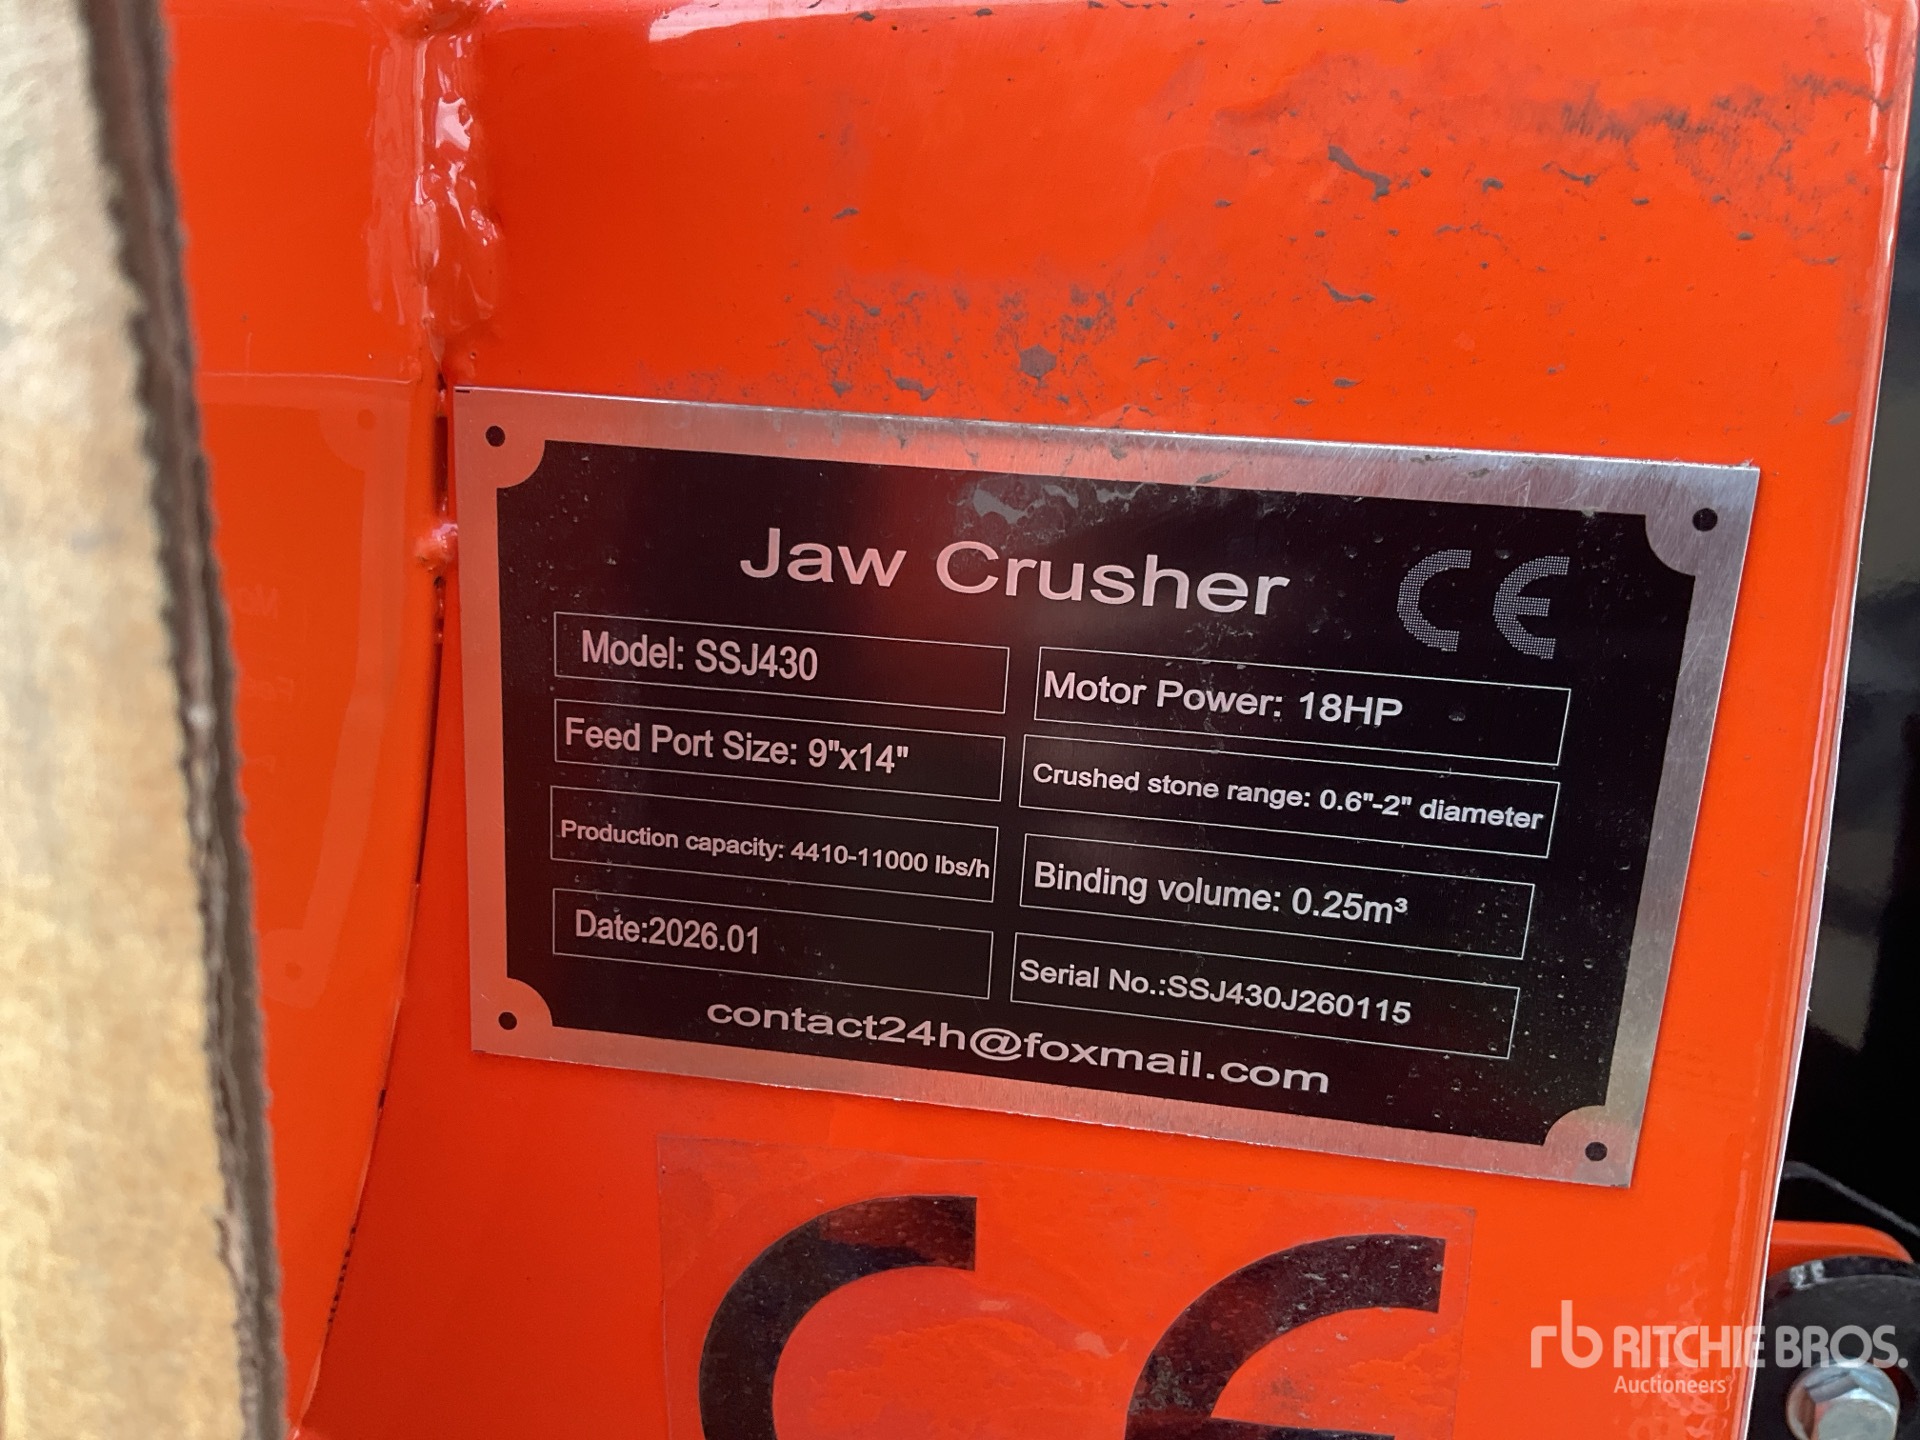 Jaw Crusher CE
Model: SSJ430
Motor Power: 18HP
Feed Port Size: 9"x14"
Crushed stone range: 0.6"-2" diameter
Production capacity: 4410-11000 lbs/h
Binding volume: 0.25m³
Date:2026.01
Serial No.:SSJ430J260115
contact24h@foxmail.com
CE
rb RITCHIE BROS.
Auctioneers